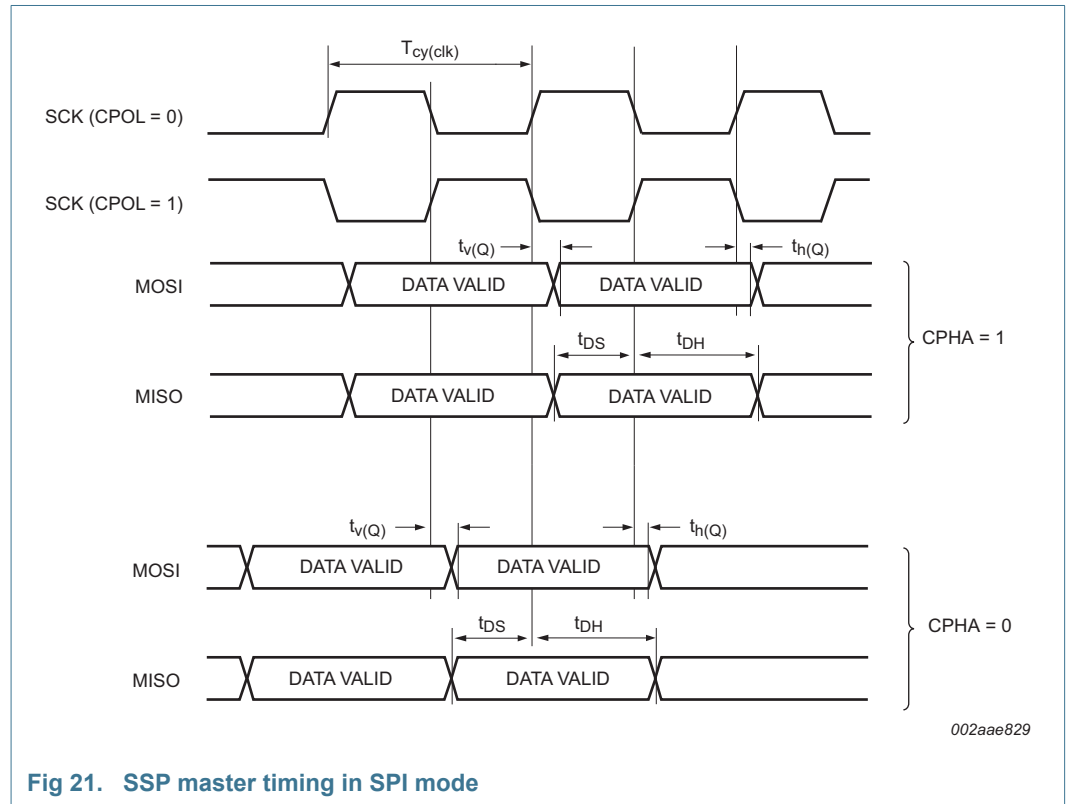 Tcy(clk)
SCK (CPOL = 0)
SCK (CPOL = 1)
tv(Q) th(Q)
MOSI DATA VALID DATA VALID
tDS tDH
CPHA = 1
MISO DATA VALID DATA VALID
tv(Q) th(Q)
MOSI DATA VALID DATA VALID
tDS tDH
CPHA = 0
MISO DATA VALID DATA VALID
002aae829
Fig 21. SSP master timing in SPI mode